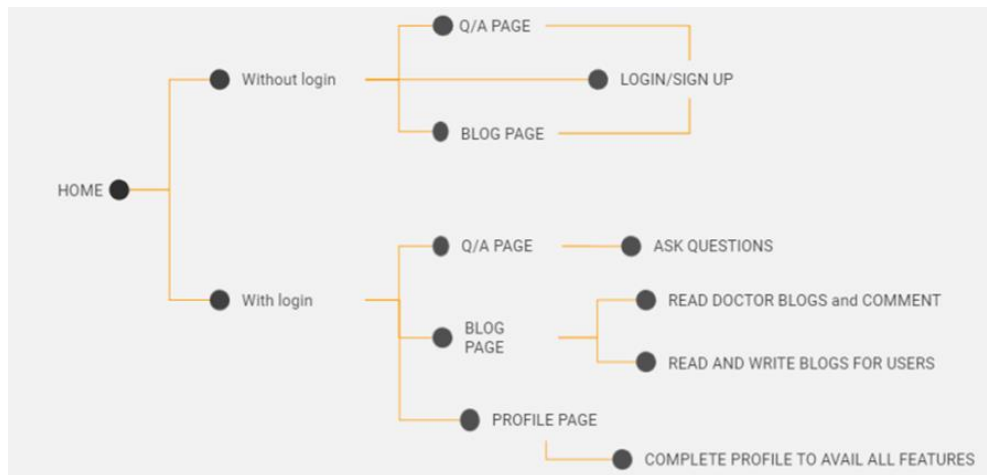 Q/A PAGE
Without login
LOGIN/SIGN UP
BLOG PAGE
HOME
Q/A PAGE
ASK QUESTIONS
With login
READ DOCTOR BLOGS and COMMENT
BLOG
PAGE
READ AND WRITE BLOGS FOR USERS
PROFILE PAGE
COMPLETE PROFILE TO AVAIL ALL FEATURES